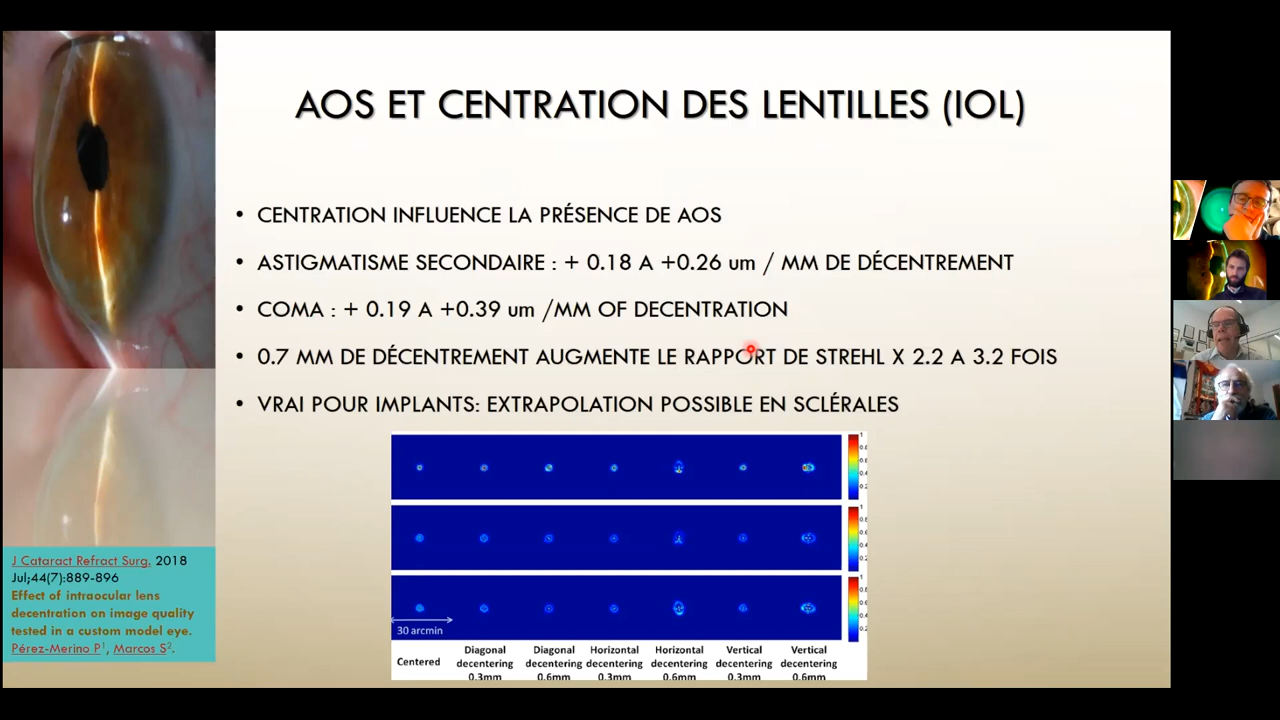 AOS ET CENTRATION DES LENTILLES (IOL)
• CENTRATION INFLUENCE LA PRÉSENCE DE AOS
• ASTIGMATISME SECONDAIRE : + 0.18 A +0.26 um / MM DE DÉCENTREMENT
• COMA : + 0.19 A +0.39 um /MM OF DECENTRATION
• 0.7 MM DE DÉCENTREMENT AUGMENTE LE RAPPORT DE STREHL X 2.2 A 3.2 FOIS
• VRAI POUR IMPLANTS: EXTRAPOLATION POSSIBLE EN SCLÉRALES
30 arcmin
Centered
Diagonal decentering 0.3mm
Diagonal decentering 0.6mm
Horizontal decentering 0.3mm
Horizontal decentering 0.6mm
Vertical decentering 0.3mm
Vertical decentering 0.6mm
J Cataract Refract Surg. 2018
Jul;44(7):889-896
Effect of intraocular lens
decentration on image quality
tested in a custom model eye.
Pérez-Merino P1, Marcos S2.